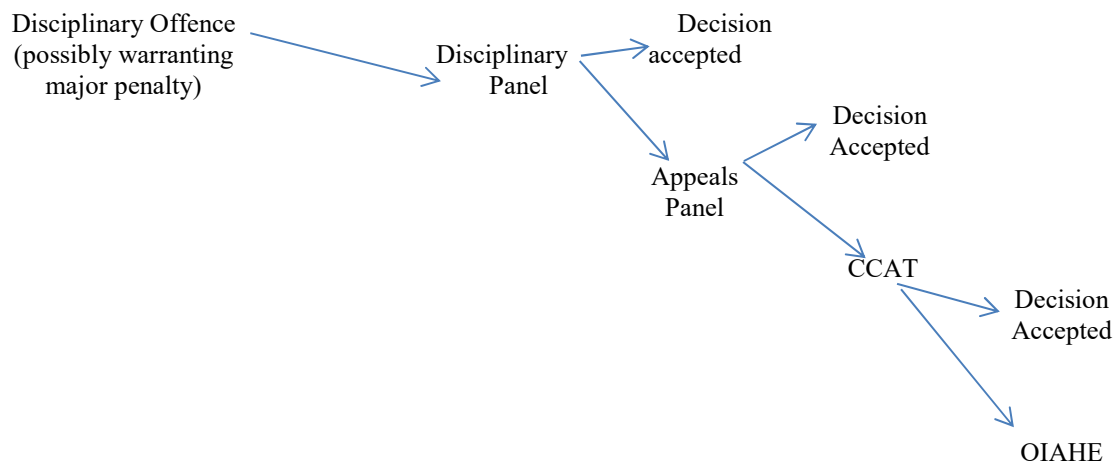 Disciplinary Offence
(possibly warranting
major penalty)
Disciplinary
Panel
Decision
accepted
Appeals
Panel
Decision
Accepted
CCAT
Decision
Accepted
OIAHE